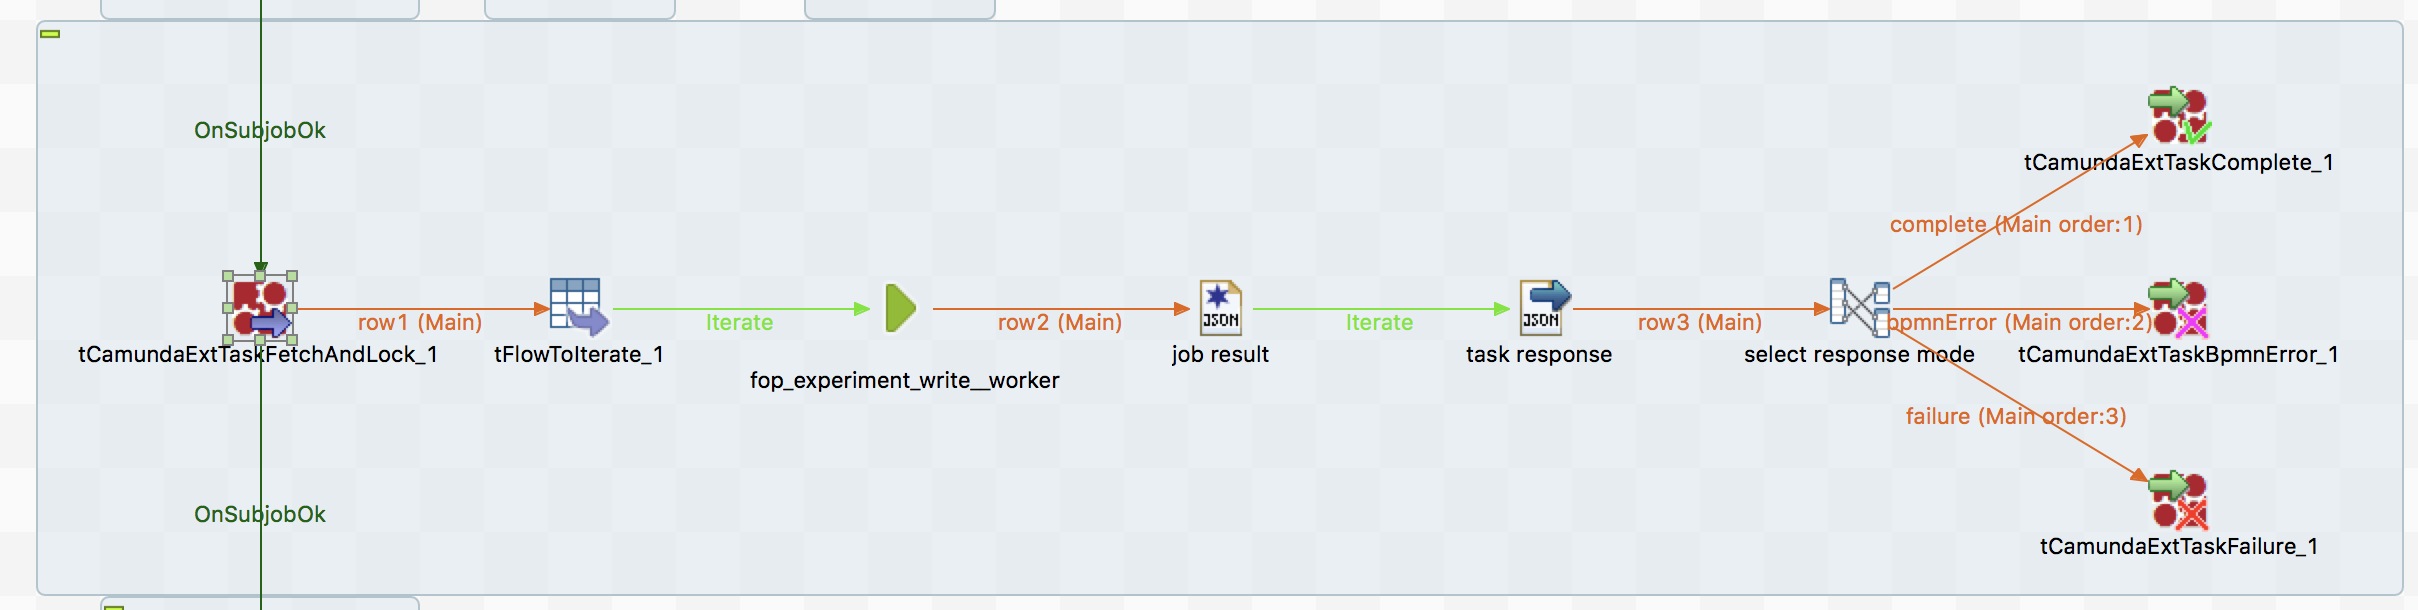 OnSubjobOk
tCamundaExtTaskComplete_1
complete (Main order:1)
row1 (Main)
Iterate
row2 (Main)
JSON
Iterate
JSON
row3 (Main)
bpmnError (Main order:2)
tCamundaExtTaskFetchAndLock_1
tFlowToIterate_1
fop_experiment_write__worker
job result
task response
select response mode
tCamundaExtTaskBpmnError_1
failure (Main order:3)
OnSubjobOk
tCamundaExtTaskFailure_1